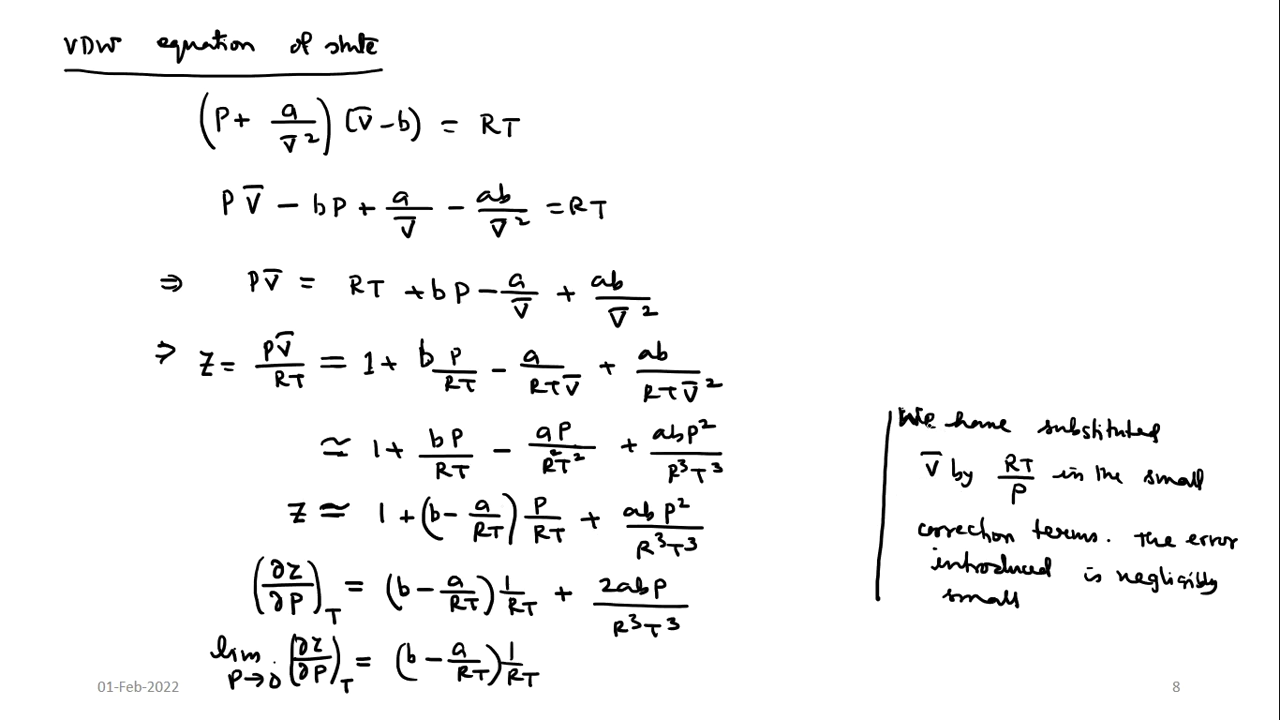 VDW equation of state
(P + a/V̅²) (V̅ - b) = RT
PV̅ - bP + a/V̅ - ab/V̅² = RT
⇒ PV̅ = RT + bP - a/V̅ + ab/V̅²
⇒ Z = PV̅/RT = 1 + b P/RT - a/RTV̅ + ab/RTV̅²
≃ 1 + bP/RT - aP/R²T² + abP²/R³T³
Z ≃ 1 + (b - a/RT) P/RT + abP²/R³T³
(∂Z/∂P)_T = (b - a/RT) 1/RT + 2abP/R³T³
lim P→0 (∂Z/∂P)_T = (b - a/RT) 1/RT
We have substituted
V̅ by RT/P in the small
correction terms. The error
introduced is negligibly
small
01-Feb-2022
8